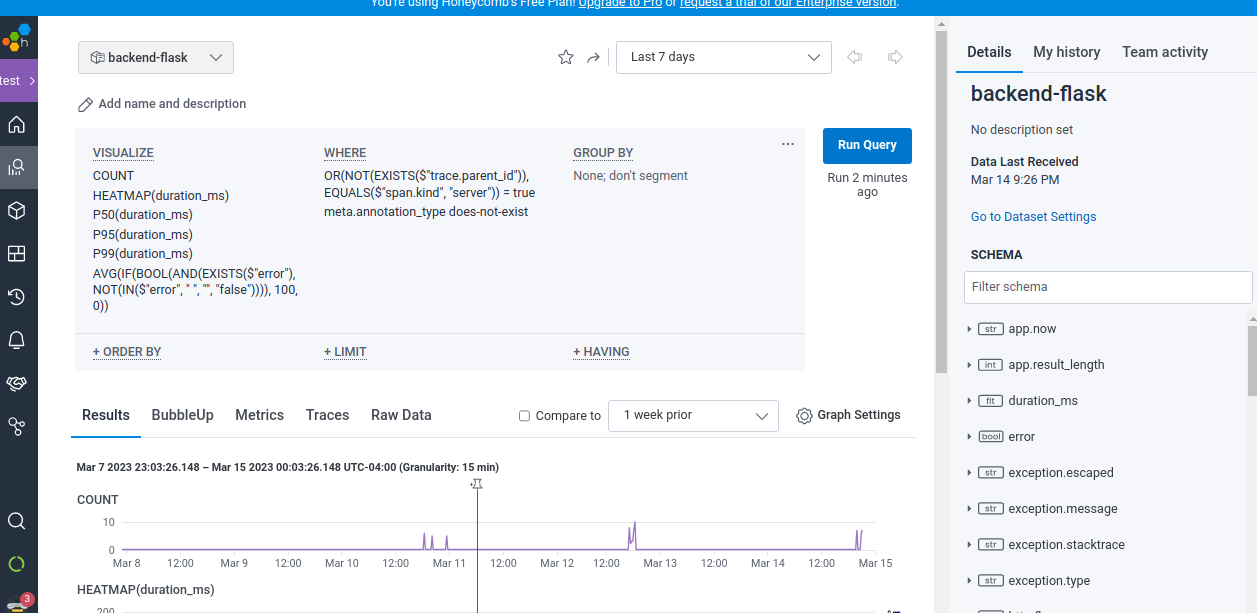 You're using Honeycomb's Free Plan! Upgrade to Pro or request a trial of our Enterprise version.
h
test
3
backend-flask
Last 7 days
Add name and description
VISUALIZE
COUNT
HEATMAP(duration_ms)
P50(duration_ms)
P95(duration_ms)
P99(duration_ms)
AVG(IF(BOOL(AND(EXISTS($"error"),
NOT(IN($"error", " ", "", "false")))), 100,
0))
WHERE
OR(NOT(EXISTS($"trace.parent_id")),
EQUALS($"span.kind", "server")) = true
meta.annotation_type does-not-exist
GROUP BY
None; don't segment
...
Run Query
Run 2 minutes
ago
+ ORDER BY
+ LIMIT
+ HAVING
Results
BubbleUp
Metrics
Traces
Raw Data
Compare to
1 week prior
Graph Settings
Mar 7 2023 23:03:26.148 – Mar 15 2023 00:03:26.148 UTC-04:00 (Granularity: 15 min)
COUNT
10
0
Mar 8 12:00 Mar 9 12:00 Mar 10 12:00 Mar 11 12:00 Mar 12 12:00 Mar 13 12:00 Mar 14 12:00 Mar 15
HEATMAP(duration_ms)
200
Details
My history
Team activity
backend-flask
No description set
Data Last Received
Mar 14 9:26 PM
Go to Dataset Settings
SCHEMA
Filter schema
str app.now
int app.result_length
flt duration_ms
bool error
str exception.escaped
str exception.message
str exception.stacktrace
str exception.type